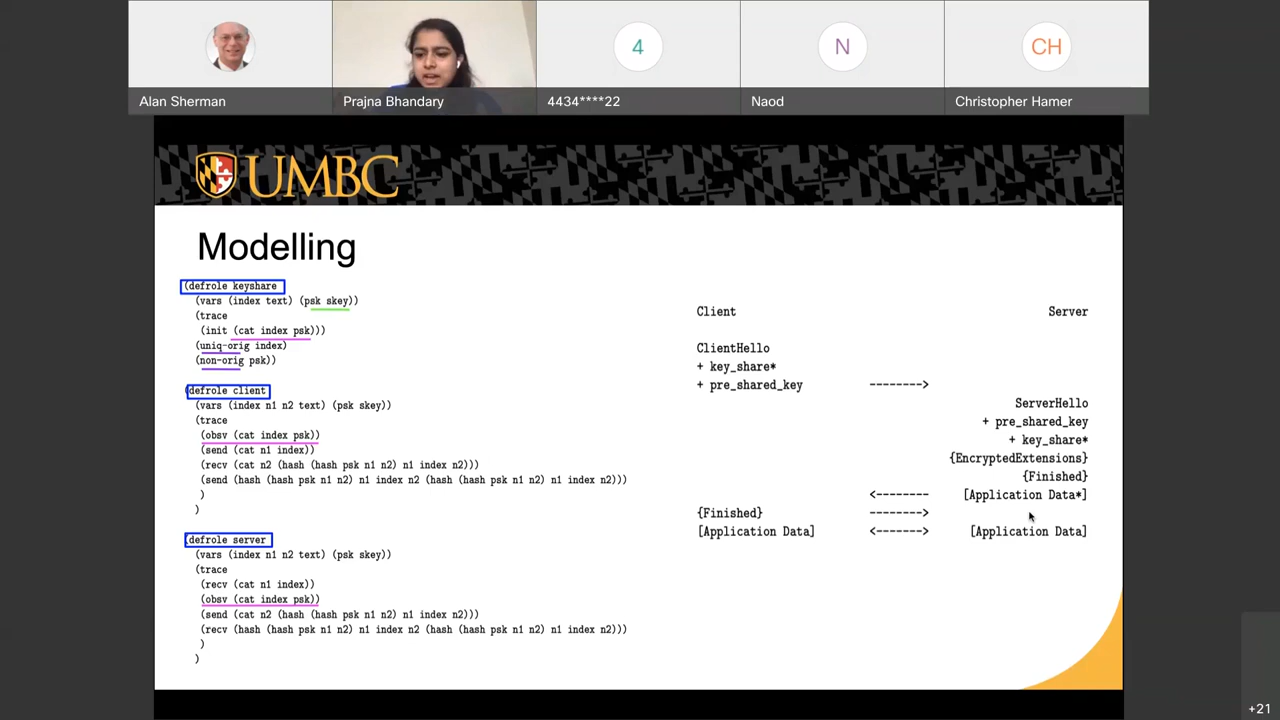 4
N
CH
Alan Sherman
Prajna Bhandary
4434****22
Naod
Christopher Hamer
UMBC
Modelling
(defrole keyshare
(vars (index text) (psk skey))
(trace
(init (cat index psk)))
(uniq-orig index)
(non-orig psk))
(defrole client
(vars (index n1 n2 text) (psk skey))
(trace
(obsv (cat index psk))
(send (cat n1 index))
(recv (cat n2 (hash (hash psk n1 n2) n1 index n2)))
(send (hash (hash psk n1 n2) n1 index n2 (hash (hash psk n1 n2) n1 index n2)))
)
)
(defrole server
(vars (index n1 n2 text) (psk skey))
(trace
(recv (cat n1 index))
(obsv (cat index psk))
(send (cat n2 (hash (hash psk n1 n2) n1 index n2)))
(recv (hash (hash psk n1 n2) n1 index n2 (hash (hash psk n1 n2) n1 index n2)))
)
)
Client Server
ClientHello
+ key_share*
+ pre_shared_key -------->
ServerHello
+ pre_shared_key
+ key_share*
{EncryptedExtensions}
{Finished}
<-------- [Application Data*]
{Finished} -------->
[Application Data] <-------> [Application Data]
+21